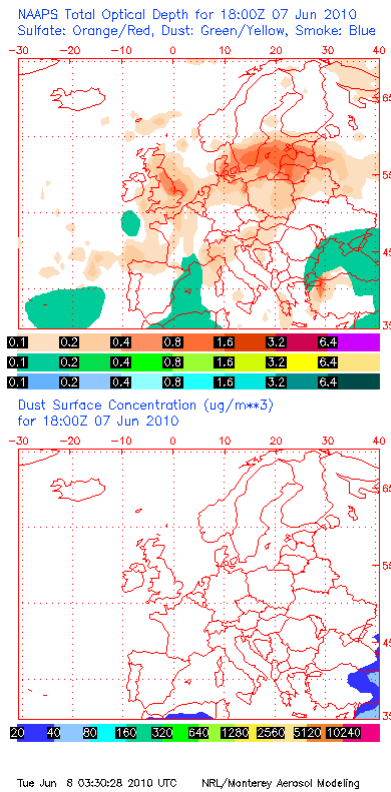 NAAPS Total Optical Depth for 18:00Z 07 Jun 2010
Sulfate: Orange/Red, Dust: Green/Yellow, Smoke: Blue
-30 -20 -10 0 10 20 30 40
65
55
45
35
0.1 0.2 0.4 0.8 1.6 3.2 6.4
0.1 0.2 0.4 0.8 1.6 3.2 6.4
0.1 0.2 0.4 0.8 1.6 3.2 6.4
Dust Surface Concentration (ug/m**3)
for 18:00Z 07 Jun 2010
-30 -20 -10 0 10 20 30 40
65
55
45
35
20 40 80 160 320 640 1280 2560 5120 10240
Tue Jun 8 03:30:28 2010 UTC NRL/Monterey Aerosol Modeling